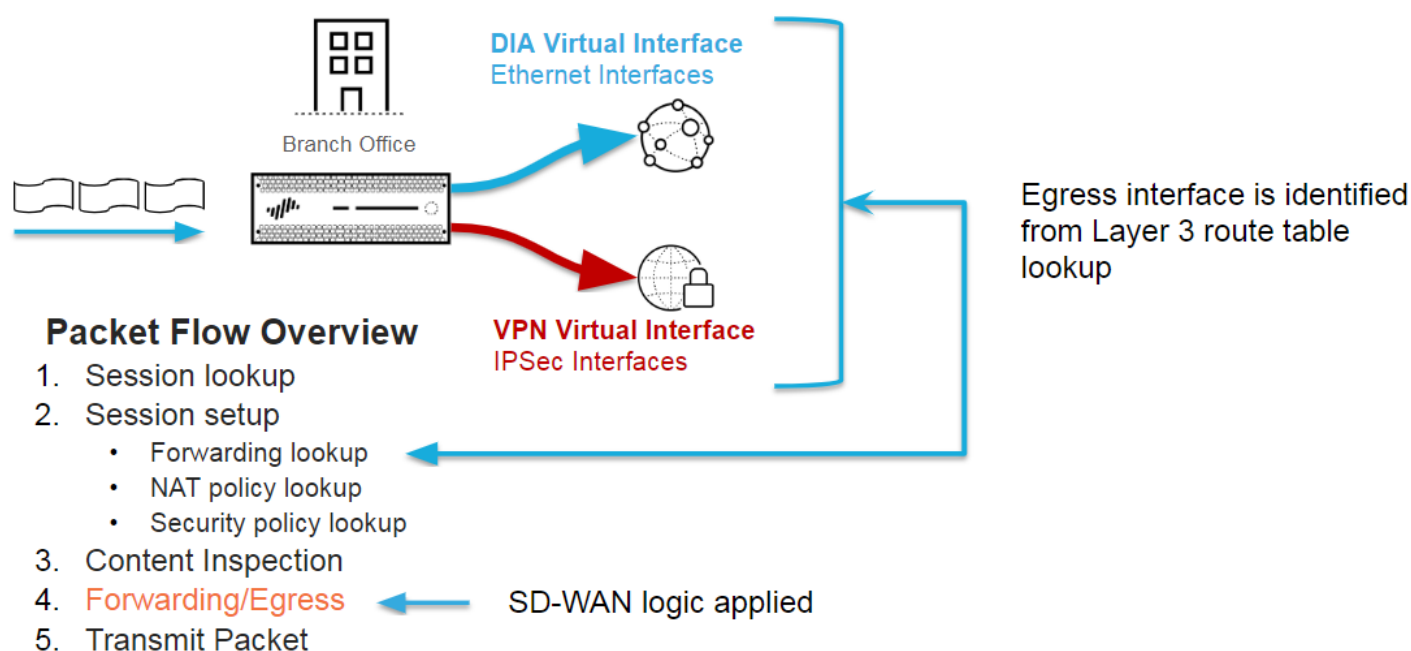 DIA Virtual Interface
Ethernet Interfaces
Branch Office
Egress interface is identified
from Layer 3 route table
lookup
VPN Virtual Interface
IPSec Interfaces
Packet Flow Overview
1. Session lookup
2. Session setup
• Forwarding lookup
• NAT policy lookup
• Security policy lookup
3. Content Inspection
4. Forwarding/Egress
SD-WAN logic applied
5. Transmit Packet